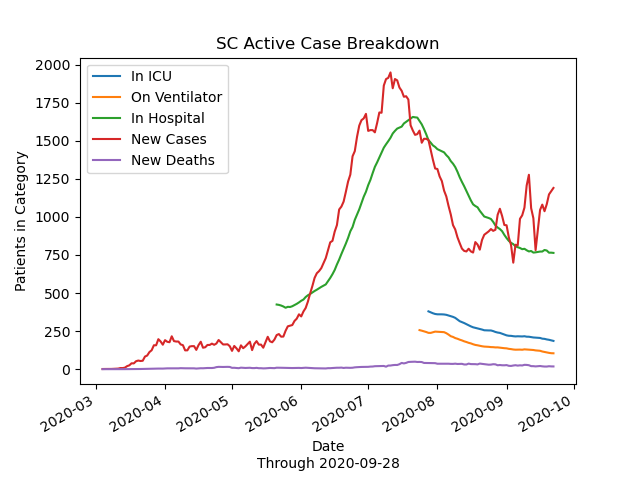 SC Active Case Breakdown
In ICU
On Ventilator
In Hospital
New Cases
New Deaths
Patients in Category
2000
1750
1500
1250
1000
750
500
250
0
2020-03
2020-04
2020-05
2020-06
2020-07
2020-08
2020-09
2020-10
Date
Through 2020-09-28